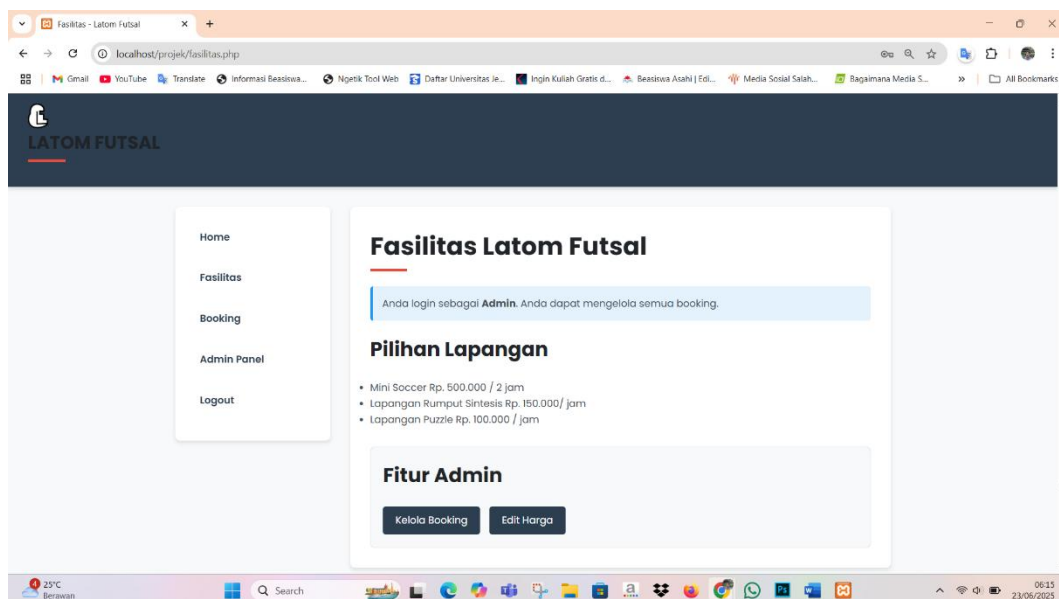 Fasilitas - Latom Futsal
localhost/projek/fasilitas.php
Gmail YouTube Translate Informasi Beasiswa... Ngetik Tool Web Daftar Universitas Je... Ingin Kuliah Gratis d... Beasiswa Asahi | Edi... Media Sosial Salah... Bagaimana Media S... » All Bookmarks
LATOM FUTSAL
Home
Fasilitas
Booking
Admin Panel
Logout
Fasilitas Latom Futsal
Anda login sebagai Admin. Anda dapat mengelola semua booking.
Pilihan Lapangan
• Mini Soccer Rp. 500.000 / 2 jam
• Lapangan Rumput Sintesis Rp. 150.000/ jam
• Lapangan Puzzle Rp. 100.000 / jam
Fitur Admin
Kelola Booking Edit Harga
4 25°C
Berawan
Search
a
Ps
06:15
23/06/2025